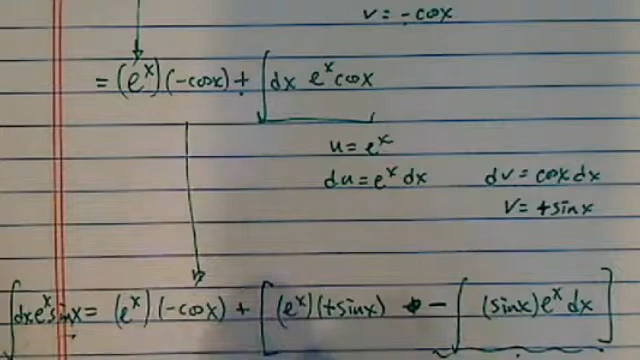 v = -cosx
= (e^x)(-cosx) + ∫dx e^x cosx
u = e^x
du = e^x dx dv = cosx dx
v = +sinx
∫dx e^x sinx = (e^x)(-cosx) + [(e^x)(+sinx) - ∫(sinx)e^x dx]